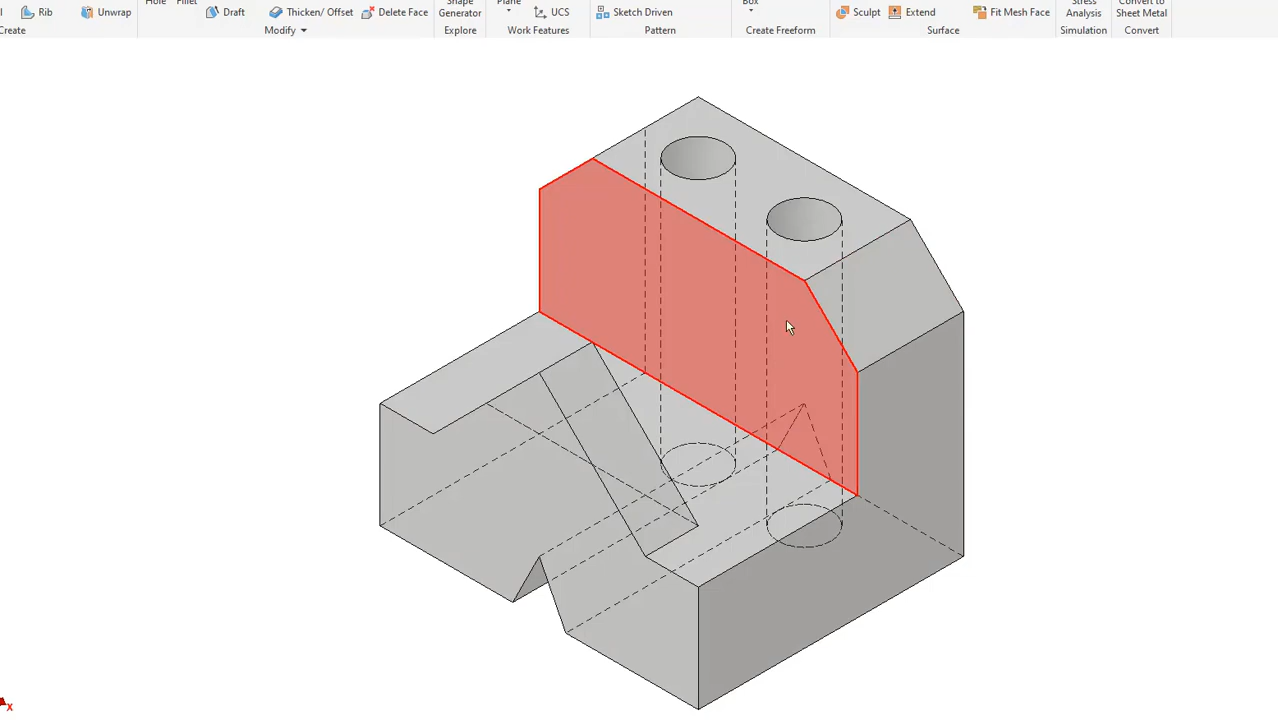 Hole Fillet Shape Plane Box Stress Convert to
Rib Unwrap Draft Thicken/ Offset Delete Face Generator UCS Sketch Driven Sculpt Extend Fit Mesh Face Analysis Sheet Metal
Create Modify Explore Work Features Pattern Create Freeform Surface Simulation Convert
x